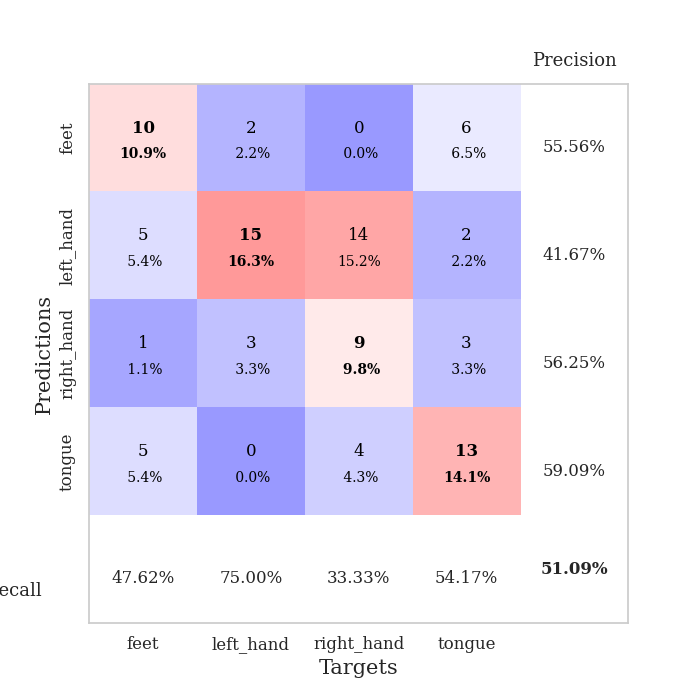 Precision
feet 10 2 0 6
10.9% 2.2% 0.0% 6.5% 55.56%
left_hand 5 15 14 2
5.4% 16.3% 15.2% 2.2% 41.67%
Predictions
right_hand 1 3 9 3
1.1% 3.3% 9.8% 3.3% 56.25%
tongue 5 0 4 13
5.4% 0.0% 4.3% 14.1% 59.09%
ecall 47.62% 75.00% 33.33% 54.17% 51.09%
feet left_hand right_hand tongue
Targets